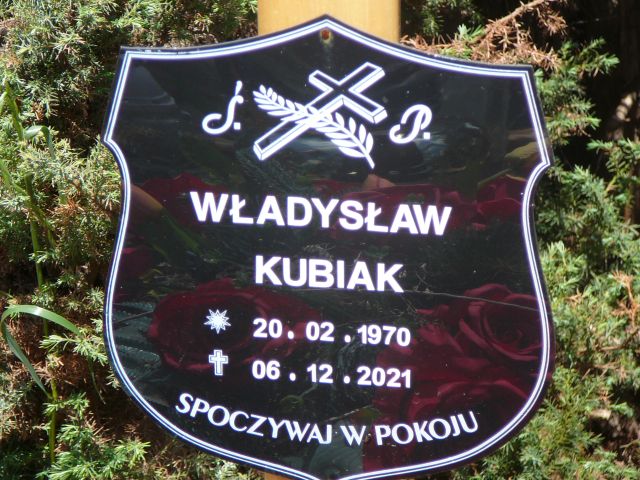 Ś. P.
WŁADYSŁAW
KUBIAK
20.02.1970
06.12.2021
SPOCZYWAJ W POKOJU